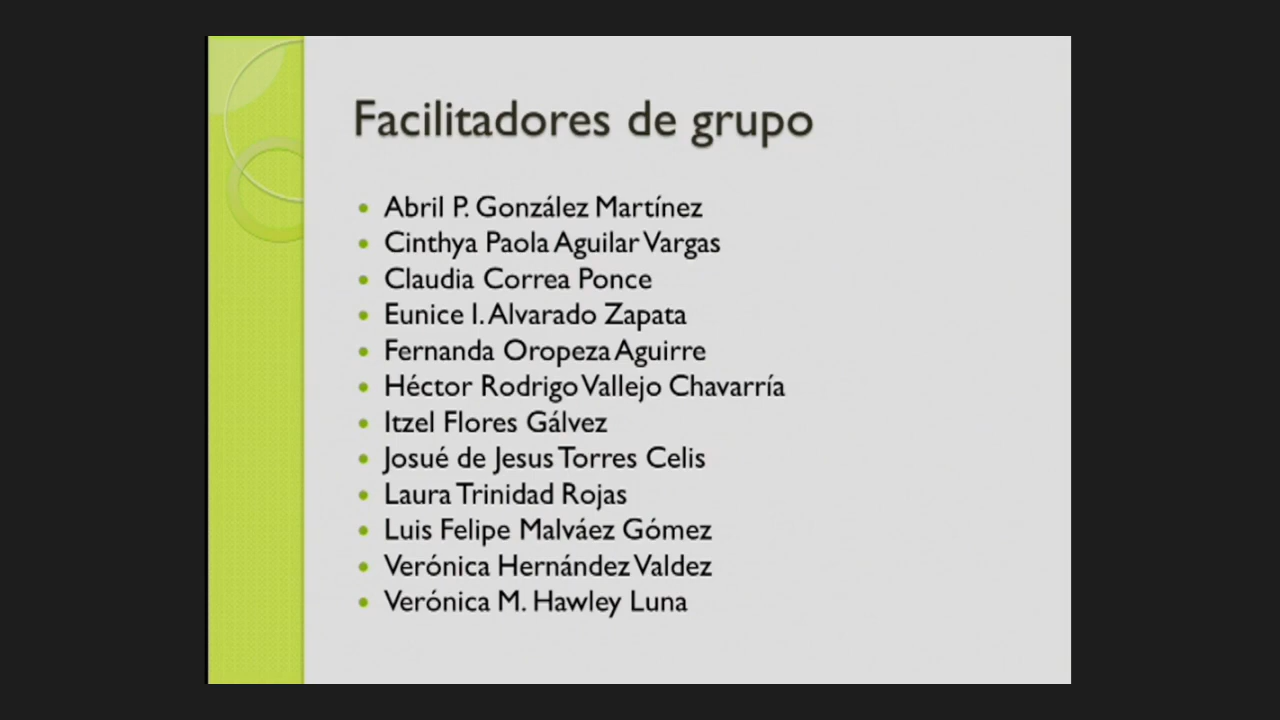 Facilitadores de grupo
• Abril P. González Martínez
• Cinthya Paola Aguilar Vargas
• Claudia Correa Ponce
• Eunice I. Alvarado Zapata
• Fernanda Oropeza Aguirre
• Héctor Rodrigo Vallejo Chavarría
• Itzel Flores Gálvez
• Josué de Jesus Torres Celis
• Laura Trinidad Rojas
• Luis Felipe Malváez Gómez
• Verónica Hernández Valdez
• Verónica M. Hawley Luna